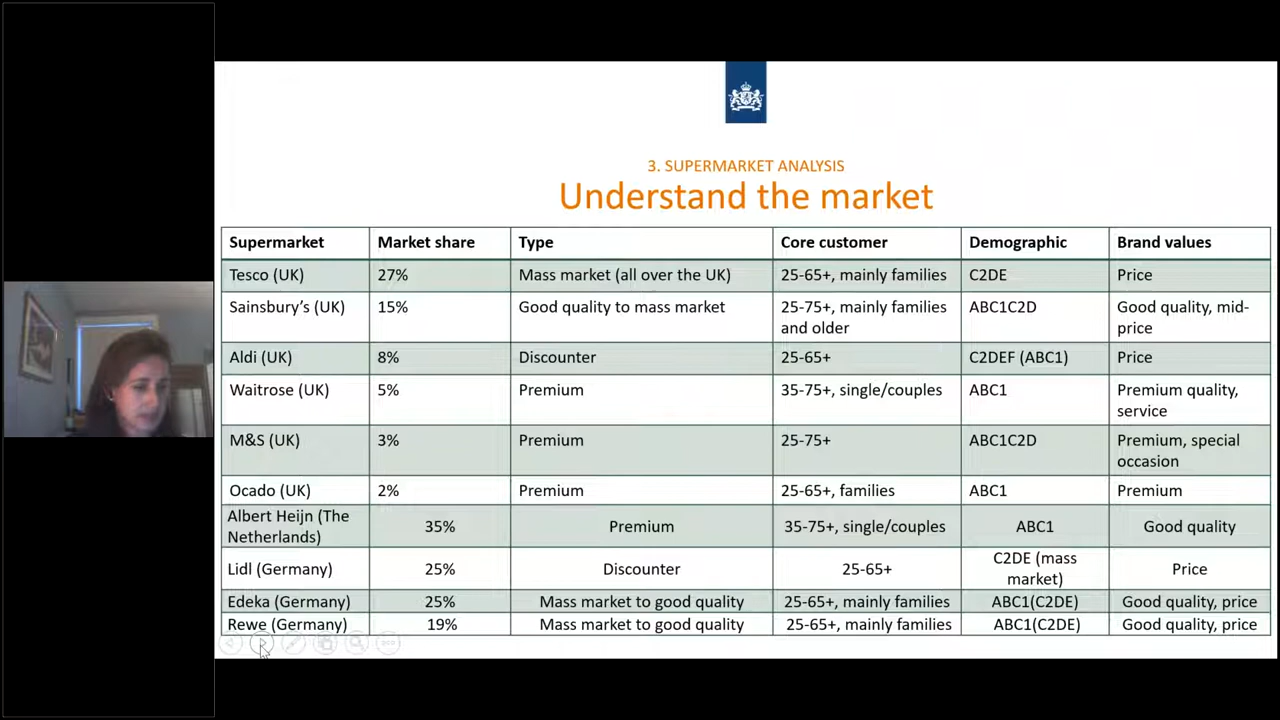 3. SUPERMARKET ANALYSIS
Understand the market
Supermarket Market share Type Core customer Demographic Brand values
Tesco (UK) 27% Mass market (all over the UK) 25-65+, mainly families C2DE Price
Sainsbury's (UK) 15% Good quality to mass market 25-75+, mainly families ABC1C2D Good quality, mid-
and older price
Aldi (UK) 8% Discounter 25-65+ C2DEF (ABC1) Price
Waitrose (UK) 5% Premium 35-75+, single/couples ABC1 Premium quality,
service
M&S (UK) 3% Premium 25-75+ ABC1C2D Premium, special
occasion
Ocado (UK) 2% Premium 25-65+, families ABC1 Premium
Albert Heijn (The
Netherlands) 35% Premium 35-75+, single/couples ABC1 Good quality
Lidl (Germany) 25% Discounter 25-65+ C2DE (mass
market) Price
Edeka (Germany) 25% Mass market to good quality 25-65+, mainly families ABC1(C2DE) Good quality, price
Rewe (Germany) 19% Mass market to good quality 25-65+, mainly families ABC1(C2DE) Good quality, price